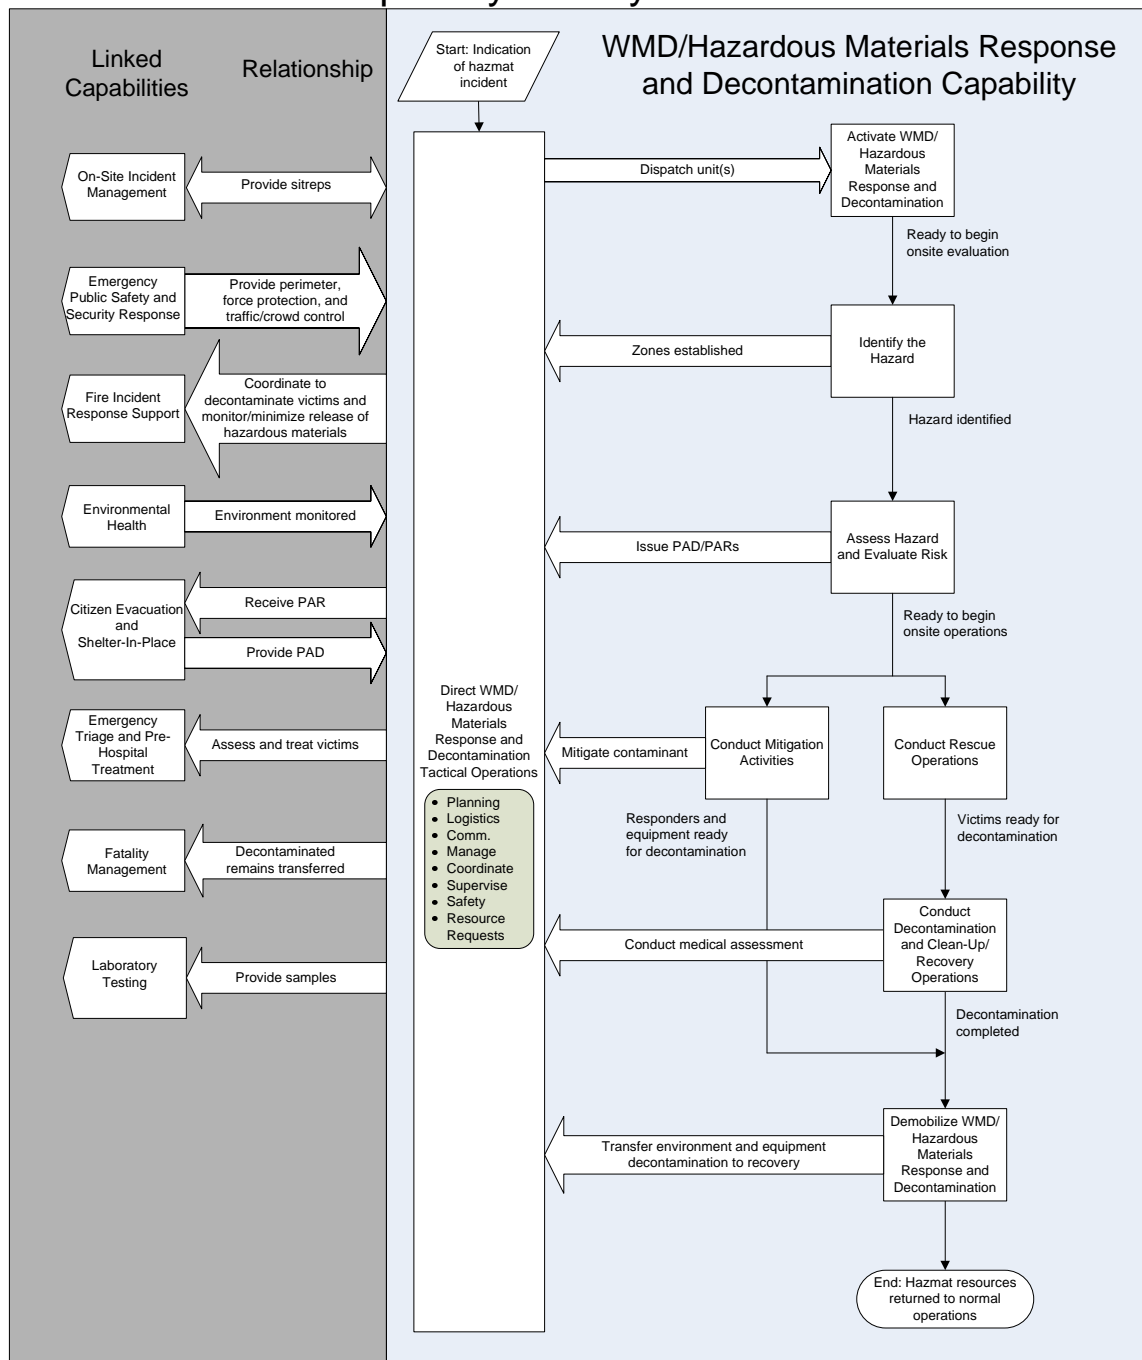 Linked
Capabilities
Relationship
Start: Indication
of hazmat
incident
WMD/Hazardous Materials Response
and Decontamination Capability
On-Site Incident
Management
Provide sitreps
Dispatch unit(s)
Activate WMD/
Hazardous
Materials
Response and
Decontamination
Ready to begin
onsite evaluation
Emergency
Public Safety and
Security Response
Provide perimeter,
force protection, and
traffic/crowd control
Zones established
Identify the
Hazard
Hazard identified
Fire Incident
Response Support
Coordinate to
decontaminate victims and
monitor/minimize release of
hazardous materials
Environmental
Health
Environment monitored
Issue PAD/PARs
Assess Hazard
and Evaluate Risk
Ready to begin
onsite operations
Citizen Evacuation
and
Shelter-In-Place
Receive PAR
Provide PAD
Emergency
Triage and Pre-
Hospital
Treatment
Assess and treat victims
Direct WMD/
Hazardous
Materials
Response and
Decontamination
Tactical Operations
• Planning
• Logistics
• Comm.
• Manage
• Coordinate
• Supervise
• Safety
• Resource
Requests
Mitigate contaminant
Conduct Mitigation
Activities
Conduct Rescue
Operations
Responders and
equipment ready
for decontamination
Victims ready for
decontamination
Fatality
Management
Decontaminated
remains transferred
Conduct medical assessment
Conduct
Decontamination
and Clean-Up/
Recovery
Operations
Decontamination
completed
Laboratory
Testing
Provide samples
Transfer environment and equipment
decontamination to recovery
Demobilize WMD/
Hazardous
Materials
Response and
Decontamination
End: Hazmat resources
returned to normal
operations